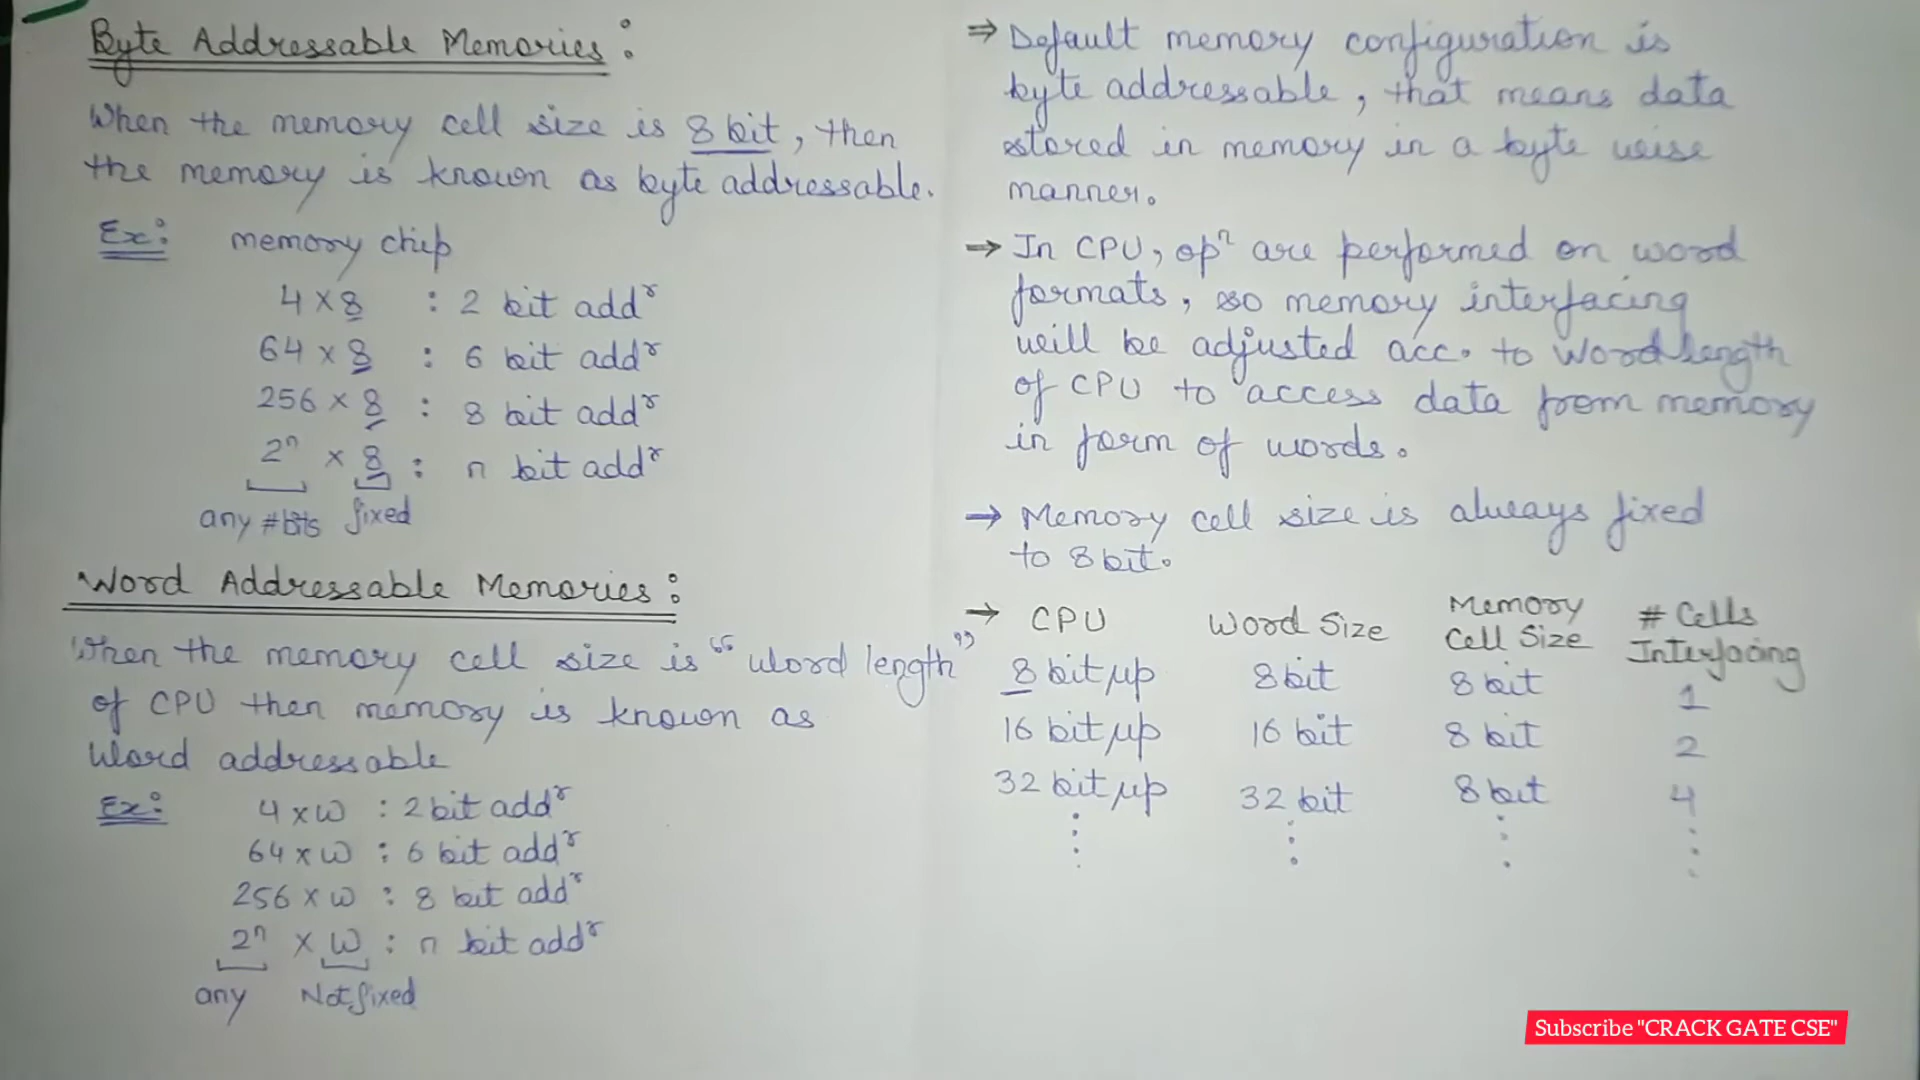 Byte Addressable Memories :
When the memory cell size is 8 bit, then
the memory is known as byte addressable.
Ex: memory chip
4 × 8 : 2 bit addʳ
64 × 8 : 6 bit addʳ
256 × 8 : 8 bit addʳ
2ⁿ × 8 : n bit addʳ
any #bits fixed
Word Addressable Memories :
When the memory cell size is "word length"
of CPU then memory is known as
Word addressable
Ex: 4 × W : 2 bit addʳ
64 × W : 6 bit addʳ
256 × W : 8 bit addʳ
2ⁿ × W : n bit addʳ
any Not fixed
⇒ Default memory configuration is
byte addressable, that means data
stored in memory in a byte wise
manner.
→ In CPU, opⁿ are performed on word
formats, so memory interfacing
will be adjusted acc. to Word length
of CPU to access data from memory
in form of words.
→ Memory cell size is always fixed
to 8 bit.
→ CPU Word Size Memory Cell Size # Cells Interfacing
8 bit μp 8 bit 8 bit 1
16 bit μp 16 bit 8 bit 2
32 bit μp 32 bit 8 bit 4
Subscribe "CRACK GATE CSE"